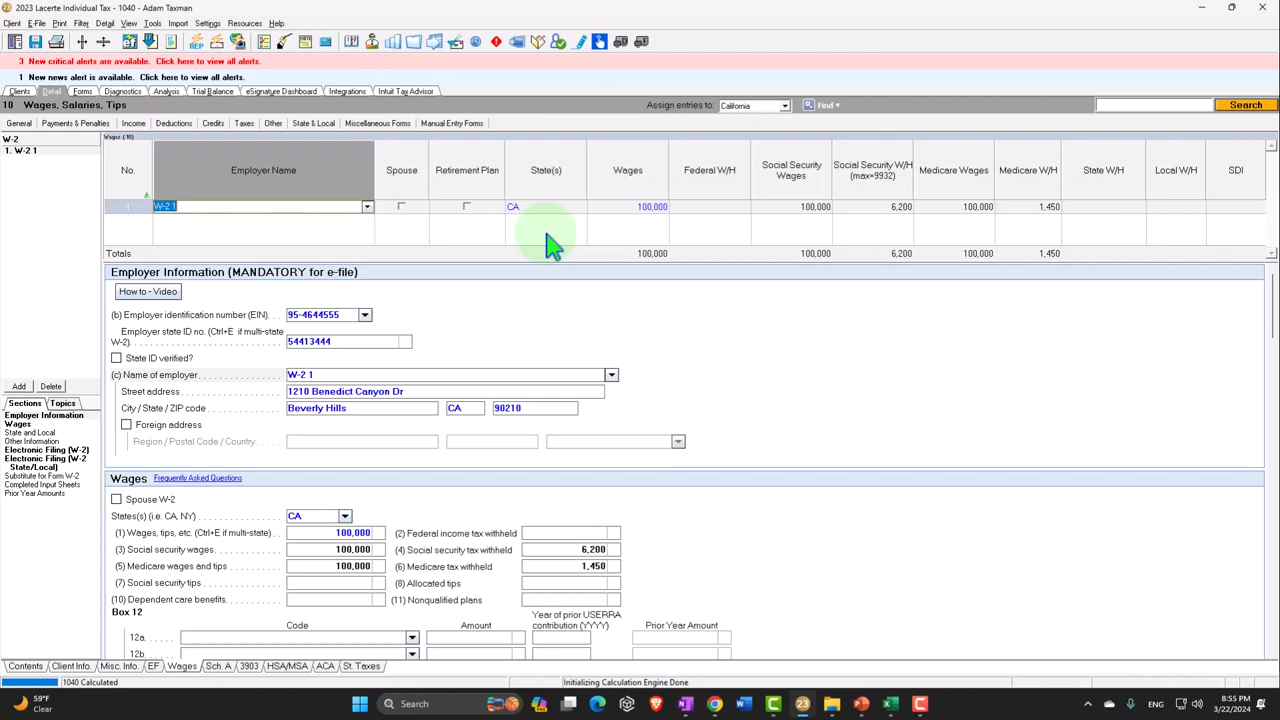 2023 Lacerte Individual Tax - 1040 - Adam Taxman
Client E-File Print Filter Detail View Tools Import Settings Resources Help
3 New critical alerts are available. Click here to view all alerts.
1 New news alert is available. Click here to view all alerts.
Clients Detail Forms Diagnostics Analysis Trial Balance eSignature Dashboard Integrations Intuit Tax Advisor
10 Wages, Salaries, Tips Assign entries to: California Find Search
General Payments & Penalties Income Deductions Credits Taxes Other State & Local Miscellaneous Forms Manual Entry Forms
W-2 Wages (10)
1. W-2 1
No. Employer Name Spouse Retirement Plan State(s) Wages Federal W/H Social Security Wages Social Security W/H (max=9932) Medicare Wages Medicare W/H State W/H Local W/H SDI
1 W-2 1 CA 100,000 100,000 6,200 100,000 1,450
Totals 100,000 100,000 6,200 100,000 1,450
Employer Information (MANDATORY for e-file)
How to - Video
(b) Employer identification number (EIN). . . 95-4644555
Employer state ID no. (Ctrl+E if multi-state W-2) 54413444
State ID verified?
(c) Name of employer W-2 1
Street address 1210 Benedict Canyon Dr
City / State / ZIP code Beverly Hills CA 90210
Foreign address
Region / Postal Code / Country
Add Delete
Sections Topics
Employer Information
Wages
State and Local
Other Information
Electronic Filing (W-2)
Electronic Filing (W-2 State/Local)
Substitute for Form W-2
Completed Input Sheets
Prior Year Amounts
Wages Frequently Asked Questions
Spouse W-2
States(s) (i.e. CA, NY) CA
(1) Wages, tips, etc. (Ctrl+E if multi-state) 100,000 (2) Federal income tax withheld
(3) Social security wages 100,000 (4) Social security tax withheld 6,200
(5) Medicare wages and tips 100,000 (6) Medicare tax withheld 1,450
(7) Social security tips (8) Allocated tips
(10) Dependent care benefits (11) Nonqualified plans
Box 12
Code Amount Year of prior USERRA contribution (YYYY) Prior Year Amount
12a
12b
Contents Client Info. Misc. Info. EF Wages Sch. A 3903 HSA/MSA ACA St. Taxes
1040 Calculated Initializing Calculation Engine Done
59°F
Clear
Search
23
ENG
8:55 PM
3/22/2024